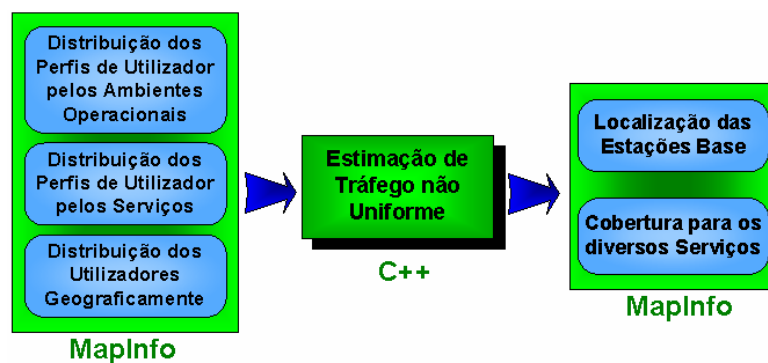 Distribuição dos
Perfis de Utilizador
pelos Ambientes
Operacionais
Distribuição dos
Perfis de Utilizador
pelos Serviços
Distribuição dos
Utilizadores
Geograficamente
MapInfo
Estimação de
Tráfego não
Uniforme
C++
Localização das
Estações Base
Cobertura para os
diversos Serviços
MapInfo